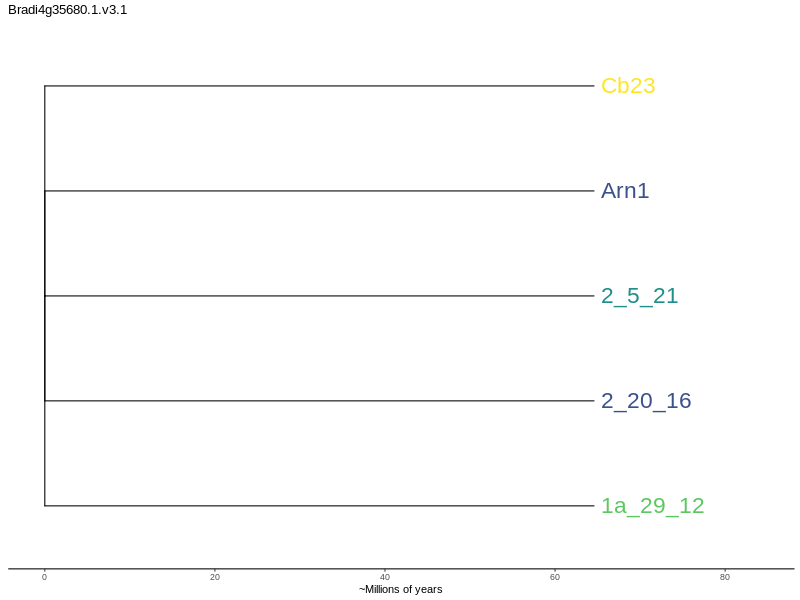 Bradi4g35680.1.v3.1
Cb23
Arn1
2_5_21
2_20_16
1a_29_12
0 20 40 60 80
~Millions of years